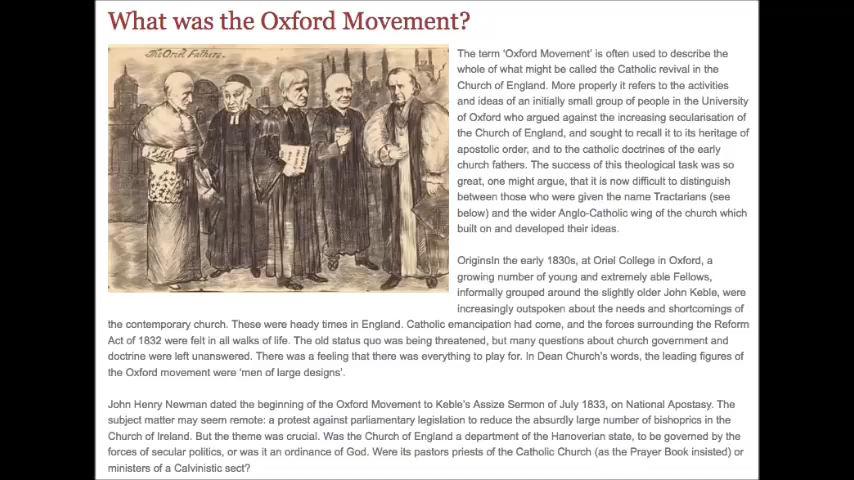 What was the Oxford Movement?
The Oriel Fathers.
The term ‘Oxford Movement’ is often used to describe the
whole of what might be called the Catholic revival in the
Church of England. More properly it refers to the activities
and ideas of an initially small group of people in the University
of Oxford who argued against the increasing secularisation of
the Church of England, and sought to recall it to its heritage of
apostolic order, and to the catholic doctrines of the early
church fathers. The success of this theological task was so
great, one might argue, that it is now difficult to distinguish
between those who were given the name Tractarians (see
below) and the wider Anglo-Catholic wing of the church which
built on and developed their ideas.
OriginsIn the early 1830s, at Oriel College in Oxford, a
growing number of young and extremely able Fellows,
informally grouped around the slightly older John Keble, were
increasingly outspoken about the needs and shortcomings of
the contemporary church. These were heady times in England. Catholic emancipation had come, and the forces surrounding the Reform
Act of 1832 were felt in all walks of life. The old status quo was being threatened, but many questions about church government and
doctrine were left unanswered. There was a feeling that there was everything to play for. In Dean Church’s words, the leading figures of
the Oxford movement were ‘men of large designs’.
John Henry Newman dated the beginning of the Oxford Movement to Keble’s Assize Sermon of July 1833, on National Apostasy. The
subject matter may seem remote: a protest against parliamentary legislation to reduce the absurdly large number of bishoprics in the
Church of Ireland. But the theme was crucial. Was the Church of England a department of the Hanoverian state, to be governed by the
forces of secular politics, or was it an ordinance of God. Were its pastors priests of the Catholic Church (as the Prayer Book insisted) or
ministers of a Calvinistic sect?